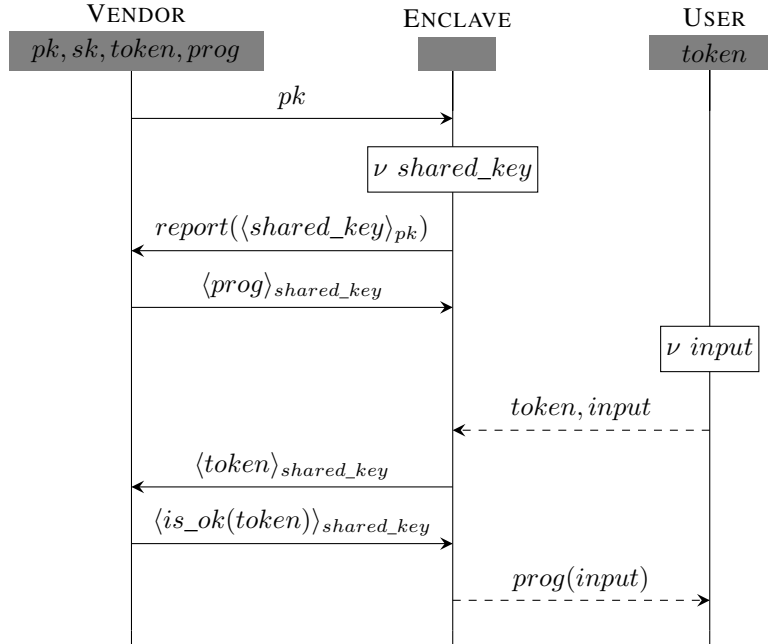 VENDOR
ENCLAVE
USER
pk, sk, token, prog
token
pk
ν shared_key
report(⟨shared_key⟩pk)
⟨prog⟩shared_key
ν input
token, input
⟨token⟩shared_key
⟨is_ok(token)⟩shared_key
prog(input)